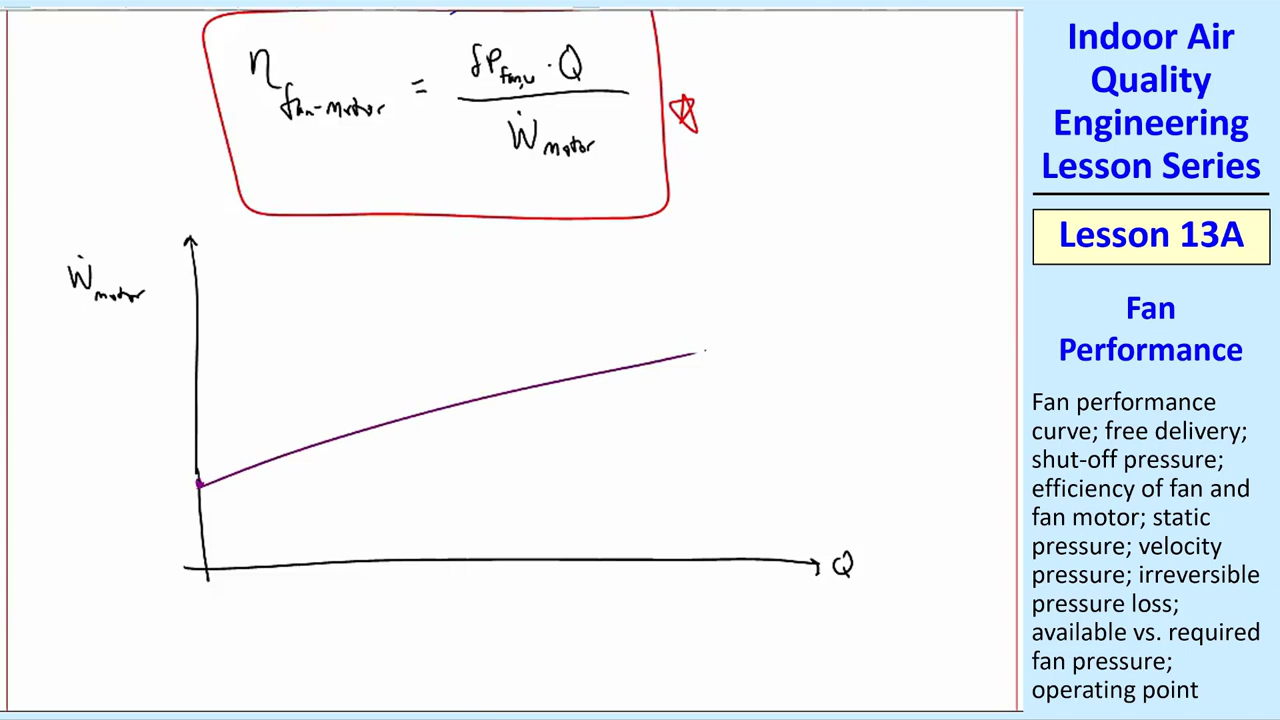 η fan-motor = δP fan,u · Q / Ẇ motor
Ẇ motor
Q
Indoor Air
Quality
Engineering
Lesson Series
Lesson 13A
Fan
Performance
Fan performance
curve; free delivery;
shut-off pressure;
efficiency of fan and
fan motor; static
pressure; velocity
pressure; irreversible
pressure loss;
available vs. required
fan pressure;
operating point